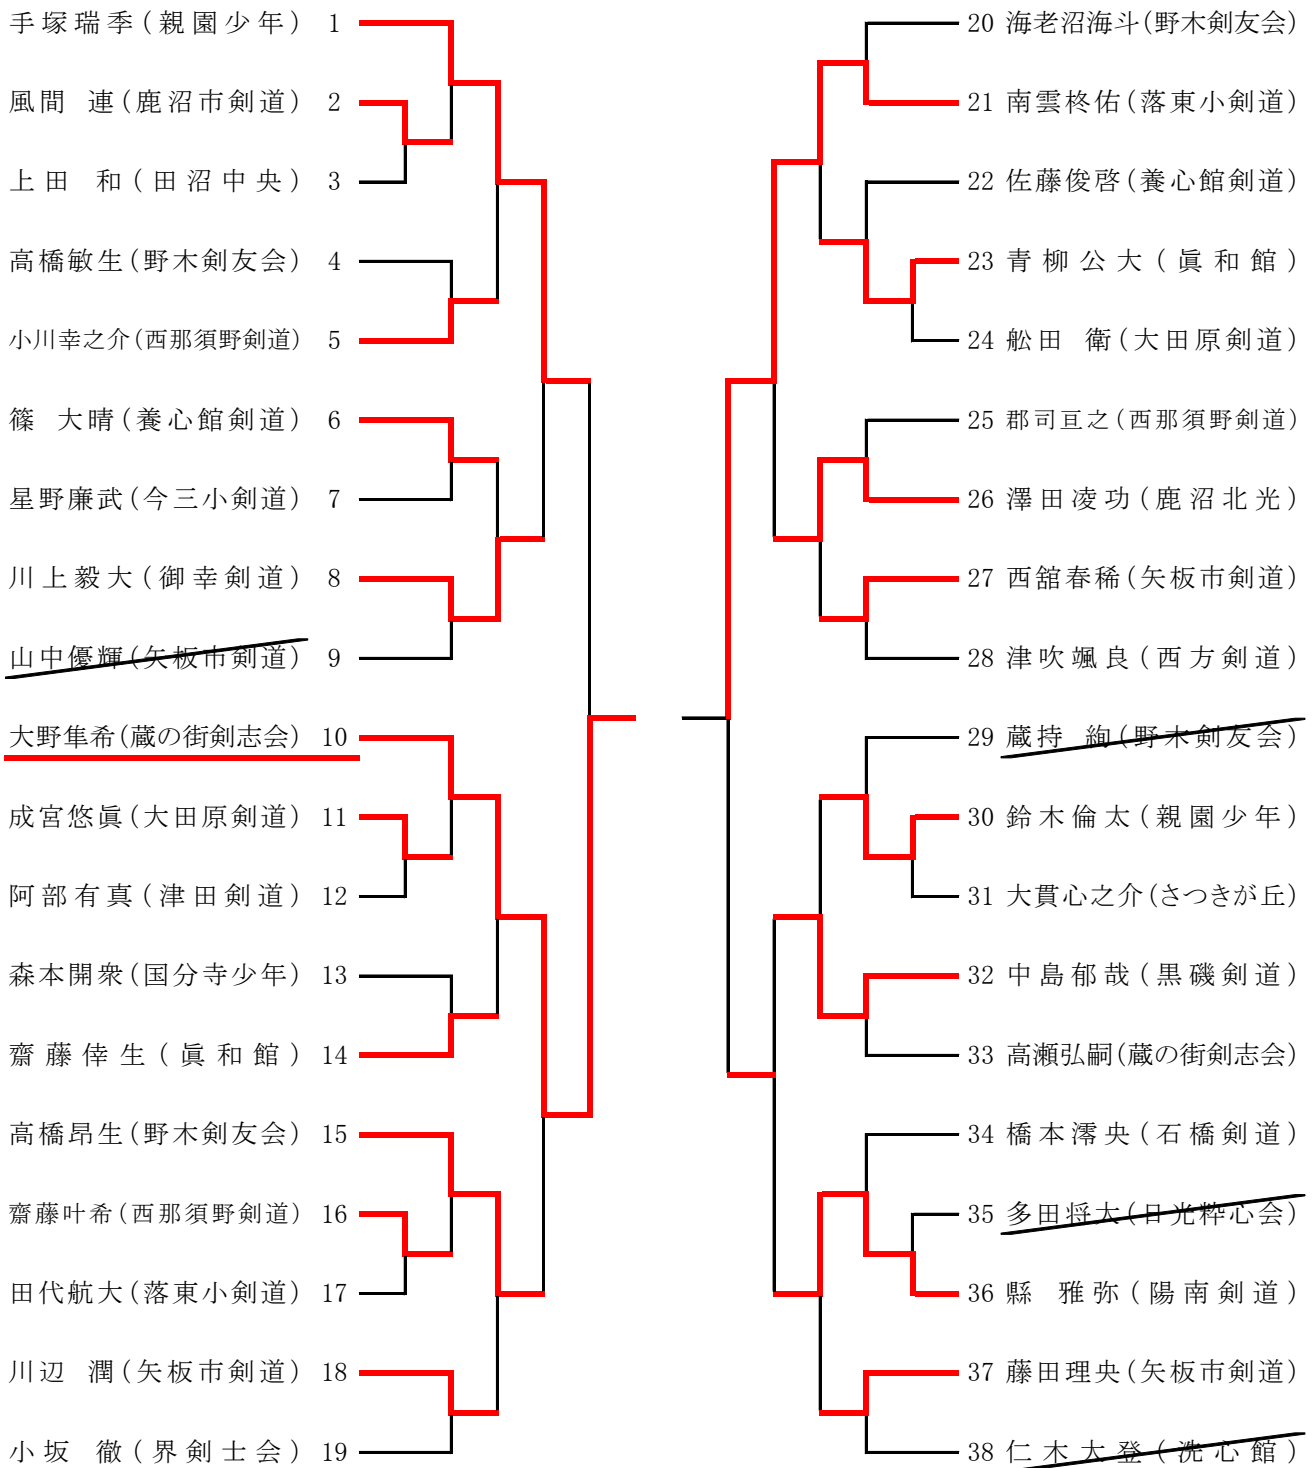 手塚瑞季(親園少年) 1
風間 連(鹿沼市剣道) 2
上田 和(田沼中央) 3
高橋敏生(野木剣友会) 4
小川幸之介(西那須野剣道) 5
篠 大晴(養心館剣道) 6
星野廉武(今三小剣道) 7
川上毅大(御幸剣道) 8
山中優輝(矢板市剣道) 9
大野隼希(蔵の街剣志会) 10
成宮悠眞(大田原剣道) 11
阿部有真(津田剣道) 12
森本開衆(国分寺少年) 13
齋藤倖生(眞和館) 14
高橋昂生(野木剣友会) 15
齋藤叶希(西那須野剣道) 16
田代航大(落東小剣道) 17
川辺 潤(矢板市剣道) 18
小坂 徹(界剣士会) 19
20 海老沼海斗(野木剣友会)
21 南雲柊佑(落東小剣道)
22 佐藤俊啓(養心館剣道)
23 青柳公大(眞和館)
24 舩田 衛(大田原剣道)
25 郡司亘之(西那須野剣道)
26 澤田凌功(鹿沼北光)
27 西舘春稀(矢板市剣道)
28 津吹颯良(西方剣道)
29 蔵持 絢(野木剣友会)
30 鈴木倫太(親園少年)
31 大貫心之介(さつきが丘)
32 中島郁哉(黒磯剣道)
33 高瀬弘嗣(蔵の街剣志会)
34 橋本澪央(石橋剣道)
35 多田将大(日光粋心会)
36 縣 雅弥(陽南剣道)
37 藤田理央(矢板市剣道)
38 仁木大登(洗心館)